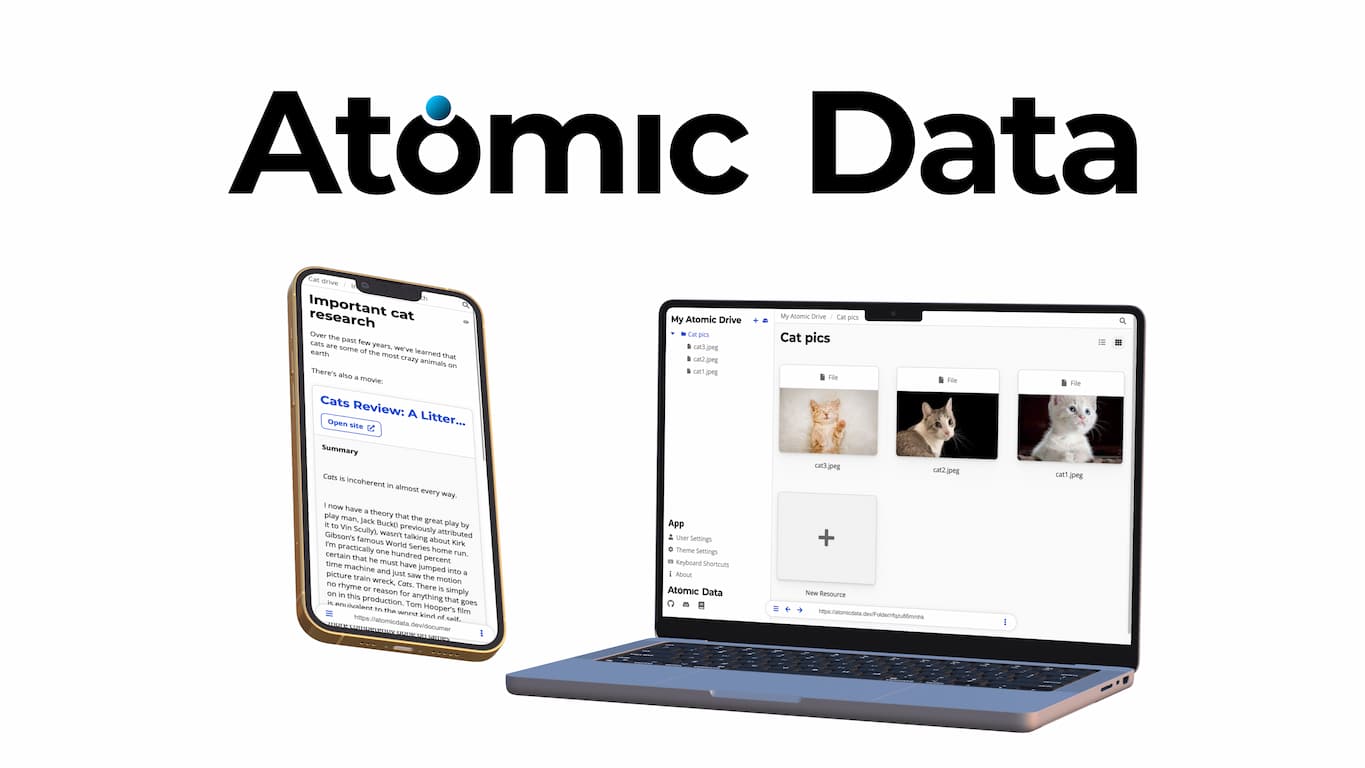 Atomic Data
Cat drive /
Important cat
research
Over the past few years, we've learned that
cats are some of the most crazy animals on
earth
There's also a movie:
Cats Review: A Litter...
Open site
Summary
Cats is incoherent in almost every way.
I now have a theory that the great play by
play man, Jack Buck(I previously attributed
it to Vin Scully), wasn't talking about Kirk
Gibson's famous World Series home run.
I'm practically one hundred percent
certain that he must have jumped into a
time machine and just saw the motion
picture train wreck, Cats. There is simply
no rhyme or reason for anything that goes
on in this production. Tom Hooper's film
is equivalent to the worst kind of self-
https://atomicdata.dev/documer
My Atomic Drive
Cat pics
cat3.jpeg
cat2.jpeg
cat1.jpeg
App
User Settings
Theme Settings
Keyboard Shortcuts
About
Atomic Data
My Atomic Drive / Cat pics
Cat pics
File
File
File
cat3.jpeg
cat2.jpeg
cat1.jpeg
New Resource